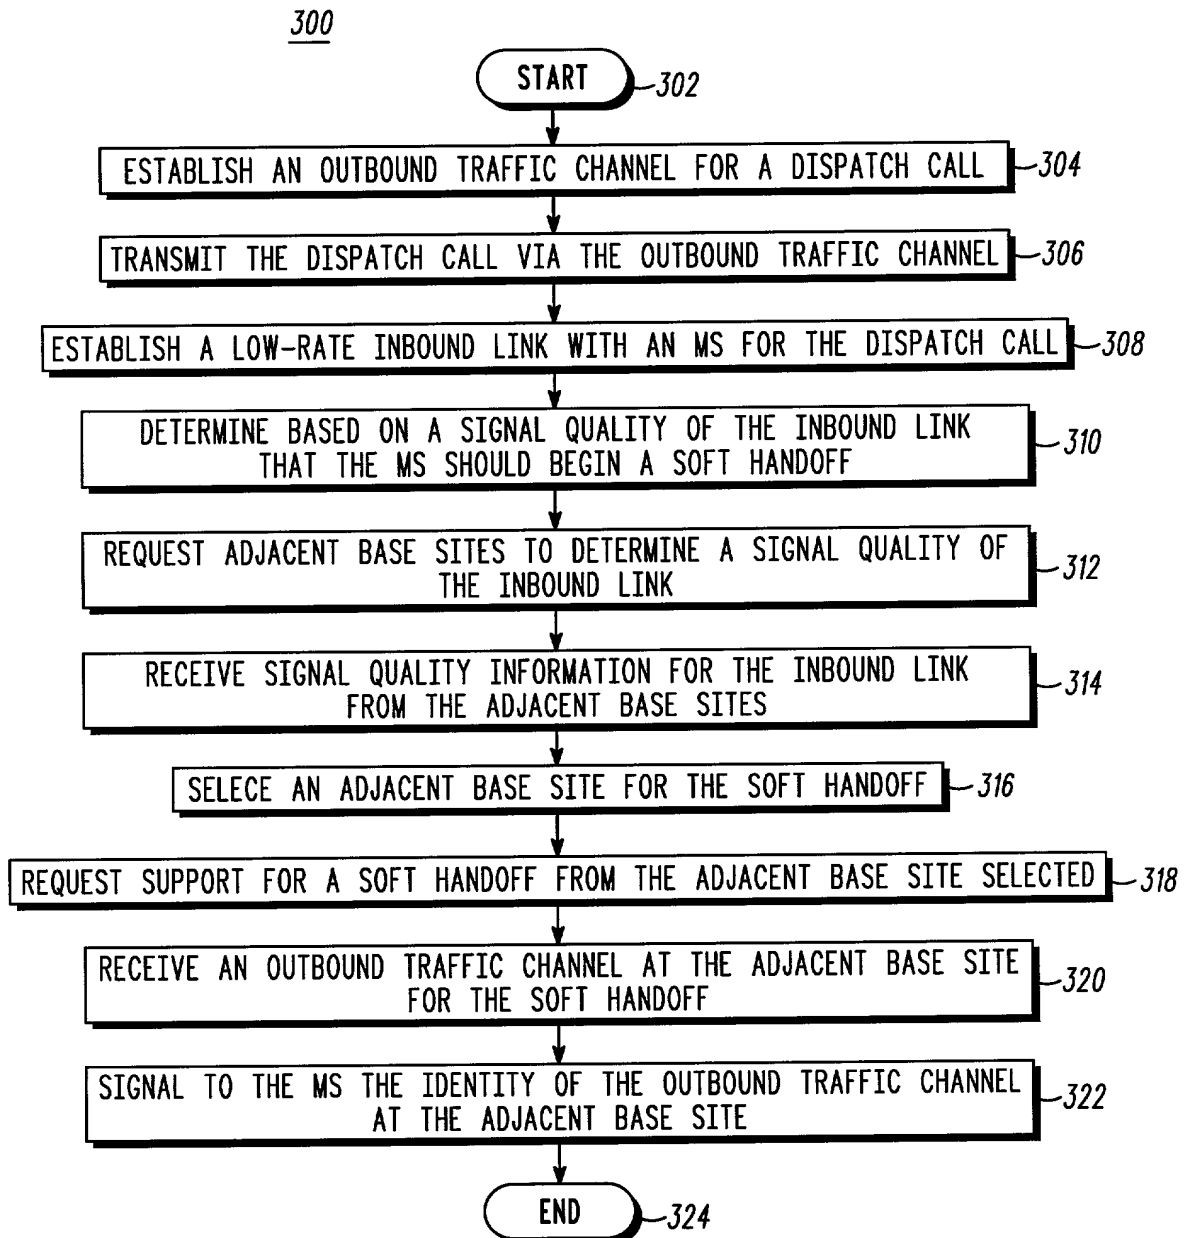 300
START
302
ESTABLISH AN OUTBOUND TRAFFIC CHANNEL FOR A DISPATCH CALL
304
TRANSMIT THE DISPATCH CALL VIA THE OUTBOUND TRAFFIC CHANNEL
306
ESTABLISH A LOW-RATE INBOUND LINK WITH AN MS FOR THE DISPATCH CALL
308
DETERMINE BASED ON A SIGNAL QUALITY OF THE INBOUND LINK
THAT THE MS SHOULD BEGIN A SOFT HANDOFF
310
REQUEST ADJACENT BASE SITES TO DETERMINE A SIGNAL QUALITY OF
THE INBOUND LINK
312
RECEIVE SIGNAL QUALITY INFORMATION FOR THE INBOUND LINK
FROM THE ADJACENT BASE SITES
314
SELECE AN ADJACENT BASE SITE FOR THE SOFT HANDOFF
316
REQUEST SUPPORT FOR A SOFT HANDOFF FROM THE ADJACENT BASE SITE SELECTED
318
RECEIVE AN OUTBOUND TRAFFIC CHANNEL AT THE ADJACENT BASE SITE
FOR THE SOFT HANDOFF
320
SIGNAL TO THE MS THE IDENTITY OF THE OUTBOUND TRAFFIC CHANNEL
AT THE ADJACENT BASE SITE
322
END
324